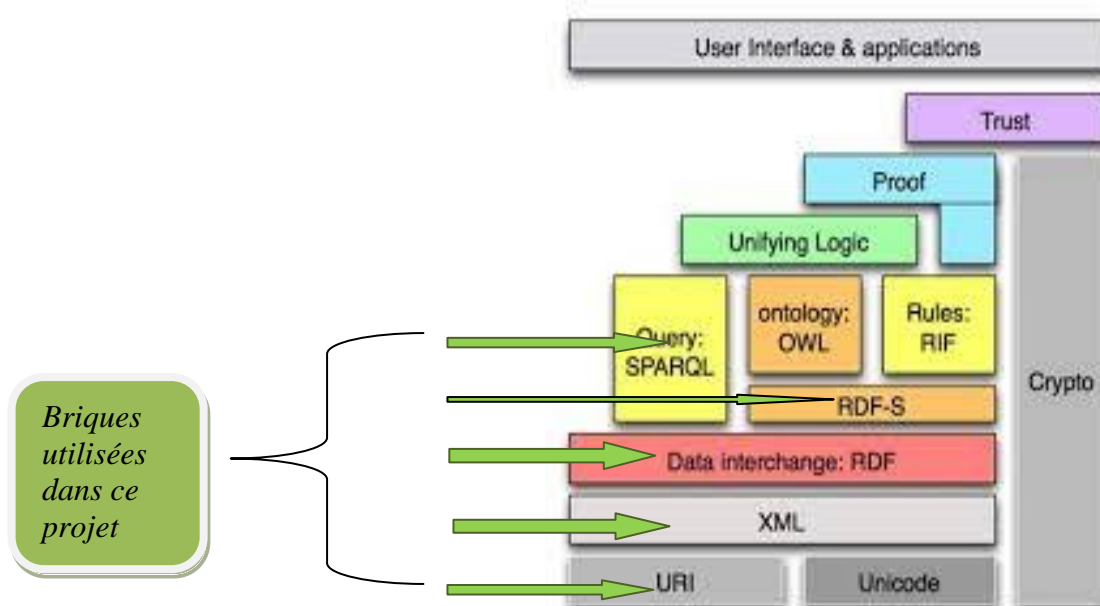 User Interface & applications
Trust
Proof
Unifying Logic
Query:
SPARQL
ontology:
OWL
Rules:
RIF
Crypto
RDF-S
Data interchange: RDF
XML
URI
Unicode
Briques
utilisées
dans ce
projet